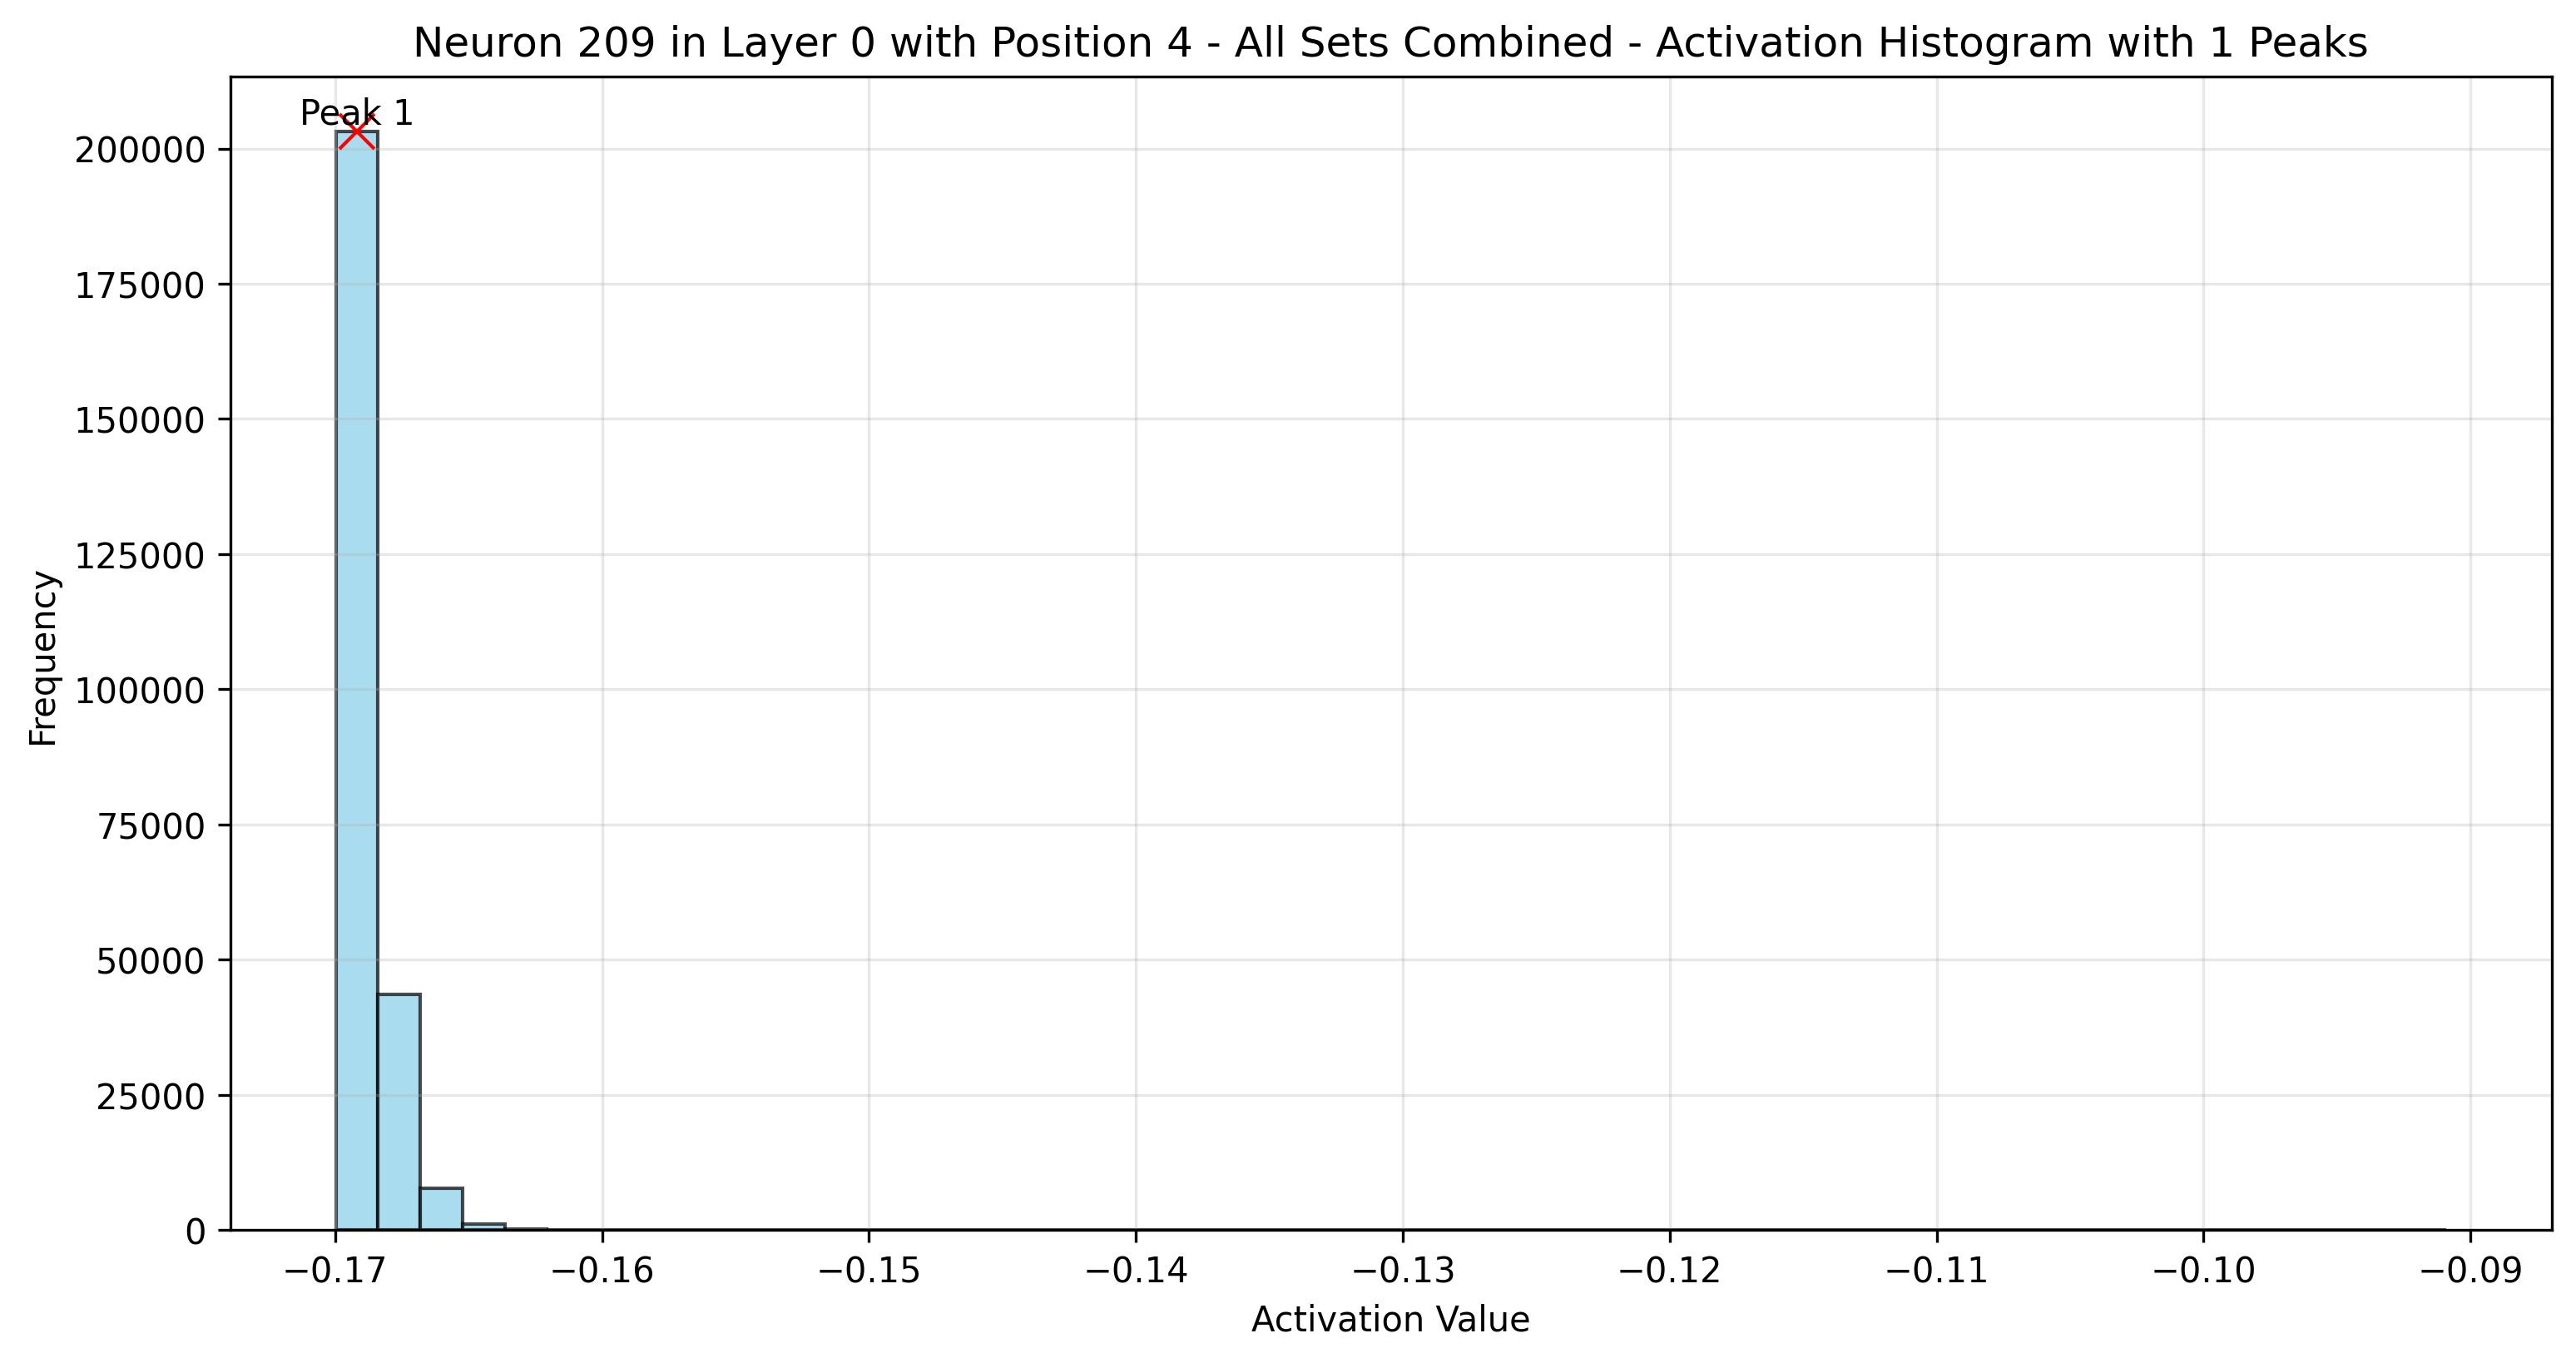 Neuron 209 in Layer 0 with Position 4 - All Sets Combined - Activation Histogram with 1 Peaks
Peak 1
200000
175000
150000
125000
100000
75000
50000
25000
0
Frequency
−0.17 −0.16 −0.15 −0.14 −0.13 −0.12 −0.11 −0.10 −0.09
Activation Value